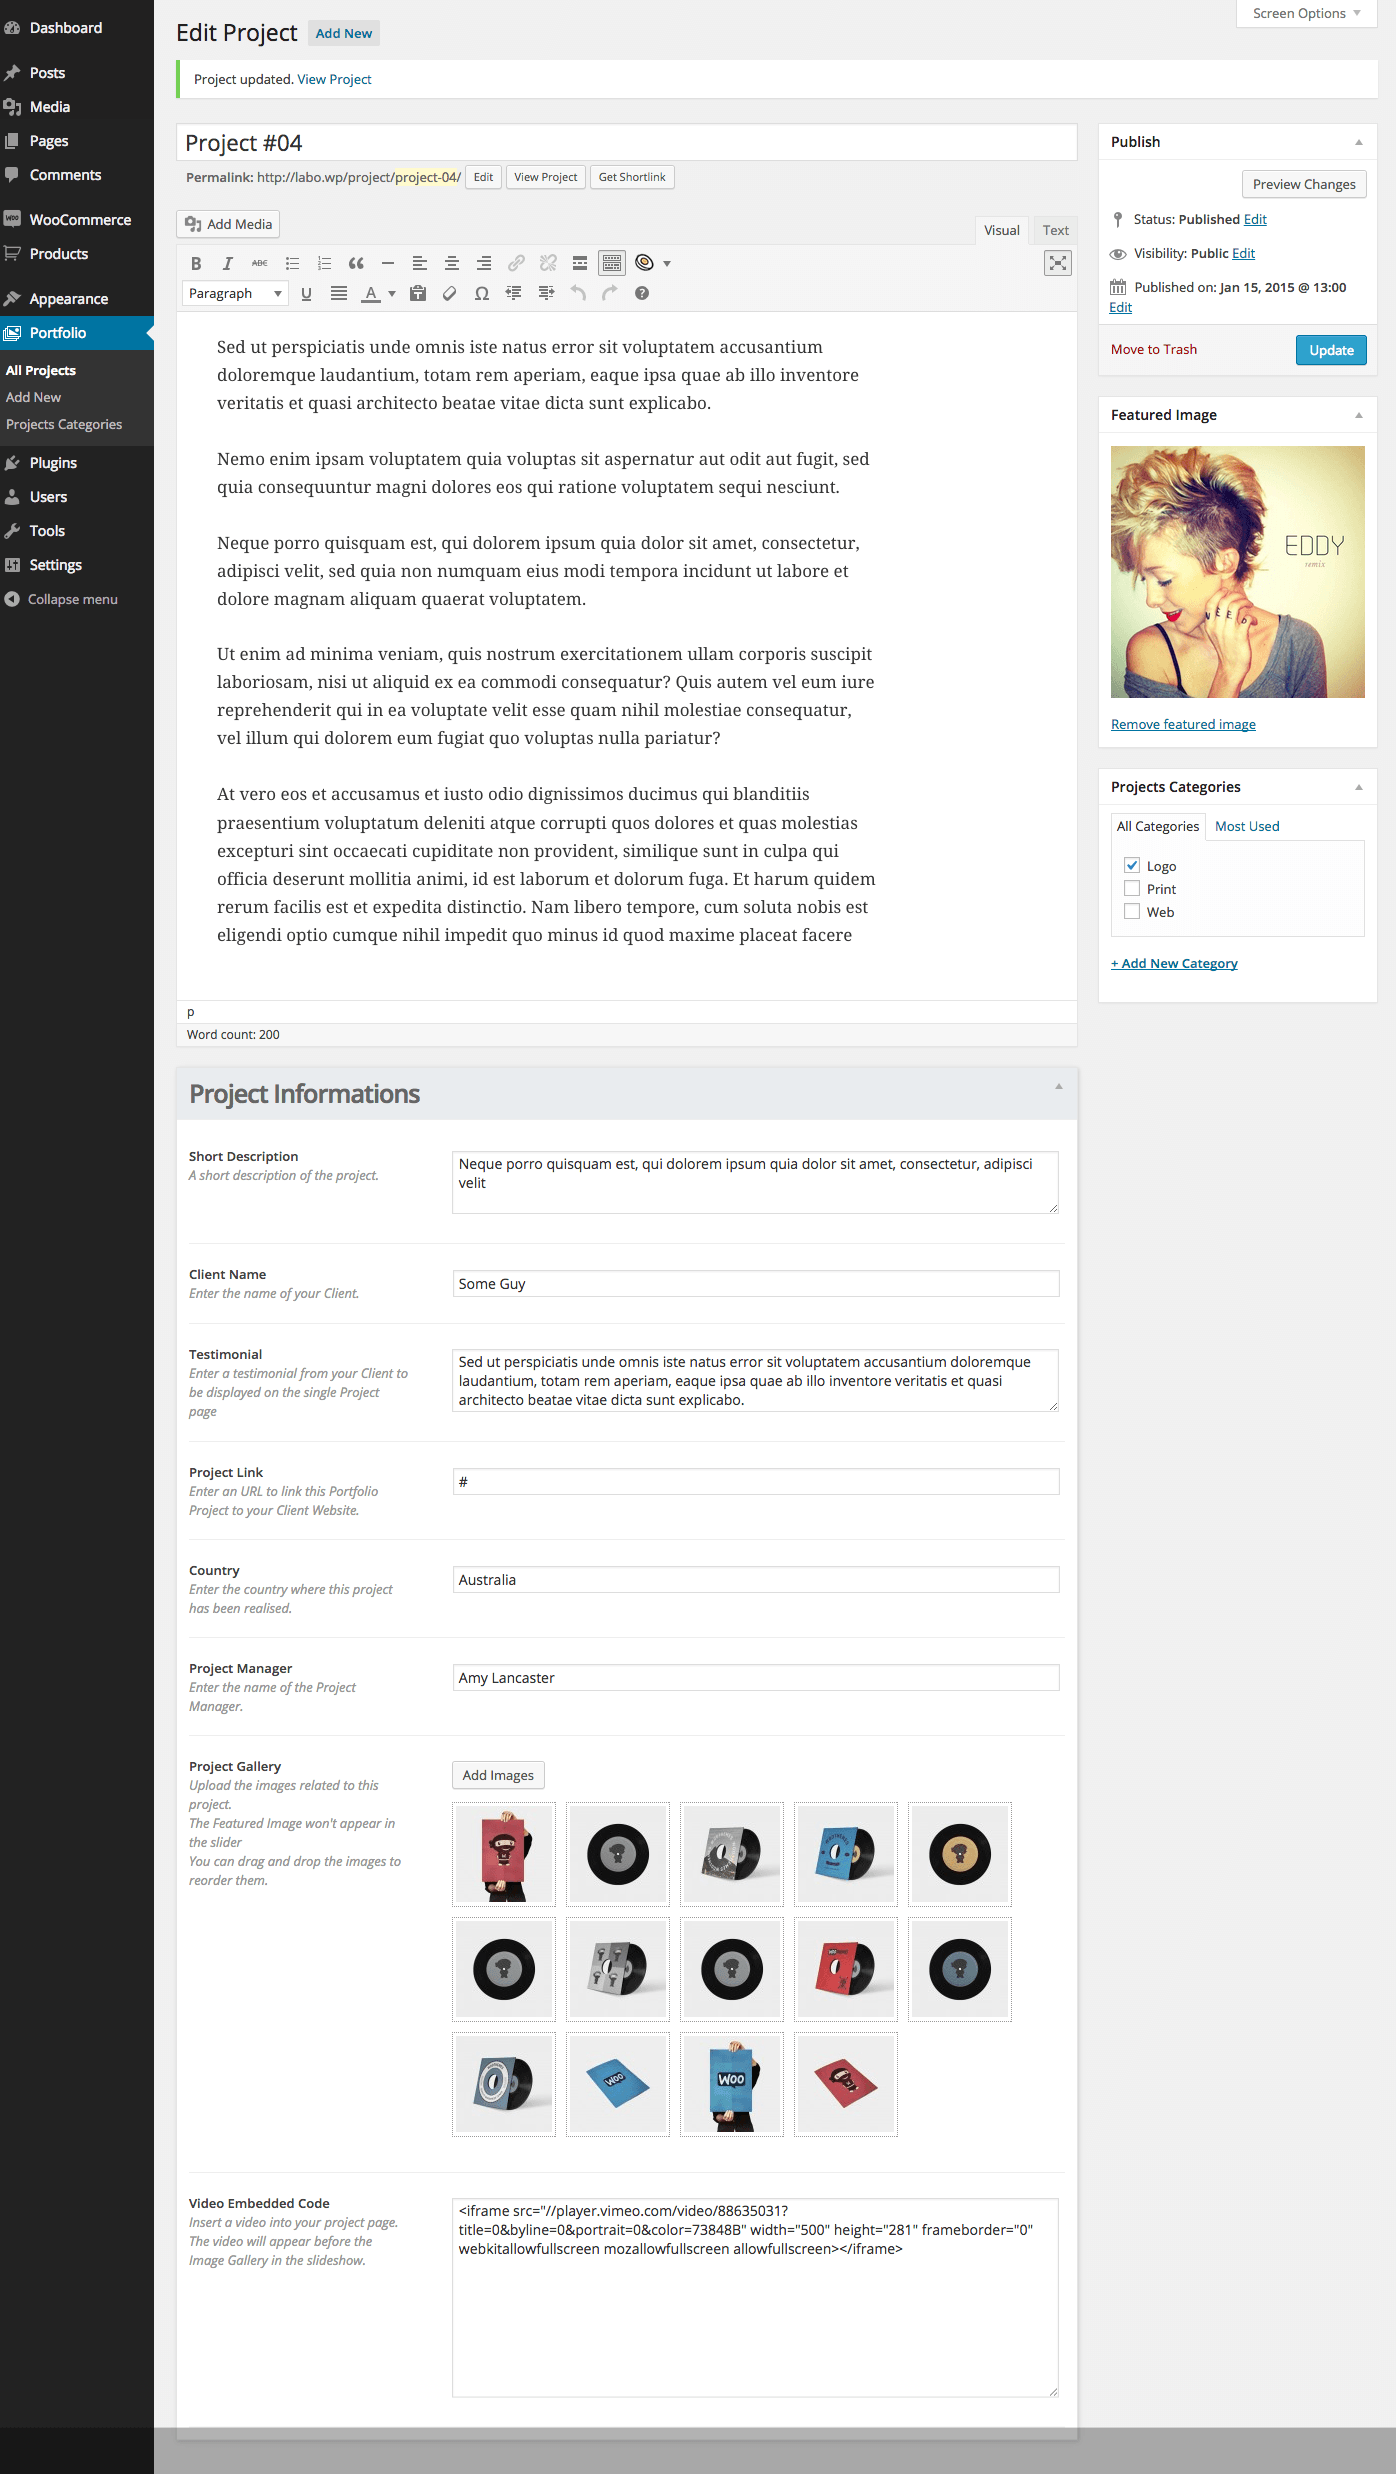 Screen Options
Dashboard
Posts
Media
Pages
Comments
WooCommerce
Products
Appearance
Portfolio
All Projects
Add New
Projects Categories
Plugins
Users
Tools
Settings
Collapse menu
Edit Project Add New
Project updated. View Project
Project #04
Permalink: http://labo.wp/project/project-04/ Edit View Project Get Shortlink
Add Media
Visual Text
B I ABC
Paragraph U A Ω
Sed ut perspiciatis unde omnis iste natus error sit voluptatem accusantium
doloremque laudantium, totam rem aperiam, eaque ipsa quae ab illo inventore
veritatis et quasi architecto beatae vitae dicta sunt explicabo.
Nemo enim ipsam voluptatem quia voluptas sit aspernatur aut odit aut fugit, sed
quia consequuntur magni dolores eos qui ratione voluptatem sequi nesciunt.
Neque porro quisquam est, qui dolorem ipsum quia dolor sit amet, consectetur,
adipisci velit, sed quia non numquam eius modi tempora incidunt ut labore et
dolore magnam aliquam quaerat voluptatem.
Ut enim ad minima veniam, quis nostrum exercitationem ullam corporis suscipit
laboriosam, nisi ut aliquid ex ea commodi consequatur? Quis autem vel eum iure
reprehenderit qui in ea voluptate velit esse quam nihil molestiae consequatur,
vel illum qui dolorem eum fugiat quo voluptas nulla pariatur?
At vero eos et accusamus et iusto odio dignissimos ducimus qui blanditiis
praesentium voluptatum deleniti atque corrupti quos dolores et quas molestias
excepturi sint occaecati cupiditate non provident, similique sunt in culpa qui
officia deserunt mollitia animi, id est laborum et dolorum fuga. Et harum quidem
rerum facilis est et expedita distinctio. Nam libero tempore, cum soluta nobis est
eligendi optio cumque nihil impedit quo minus id quod maxime placeat facere
p
Word count: 200
Publish
Preview Changes
Status: Published Edit
Visibility: Public Edit
Published on: Jan 15, 2015 @ 13:00
Edit
Move to Trash Update
Featured Image
EDDY
remix
Remove featured image
Projects Categories
All Categories Most Used
Logo
Print
Web
+ Add New Category
Project Informations
Short Description
A short description of the project.
Neque porro quisquam est, qui dolorem ipsum quia dolor sit amet, consectetur, adipisci
velit
Client Name
Enter the name of your Client.
Some Guy
Testimonial
Enter a testimonial from your Client to
be displayed on the single Project
page
Sed ut perspiciatis unde omnis iste natus error sit voluptatem accusantium doloremque
laudantium, totam rem aperiam, eaque ipsa quae ab illo inventore veritatis et quasi
architecto beatae vitae dicta sunt explicabo.
Project Link
Enter an URL to link this Portfolio
Project to your Client Website.
#
Country
Enter the country where this project
has been realised.
Australia
Project Manager
Enter the name of the Project
Manager.
Amy Lancaster
Project Gallery
Upload the images related to this
project.
The Featured Image won't appear in
the slider
You can drag and drop the images to
reorder them.
Add Images
WOO
WOO
Video Embedded Code
Insert a video into your project page.
The video will appear before the
Image Gallery in the slideshow.
<iframe src="//player.vimeo.com/video/88635031?
title=0&byline=0&portrait=0&color=73848B" width="500" height="281" frameborder="0"
webkitallowfullscreen mozallowfullscreen allowfullscreen></iframe>